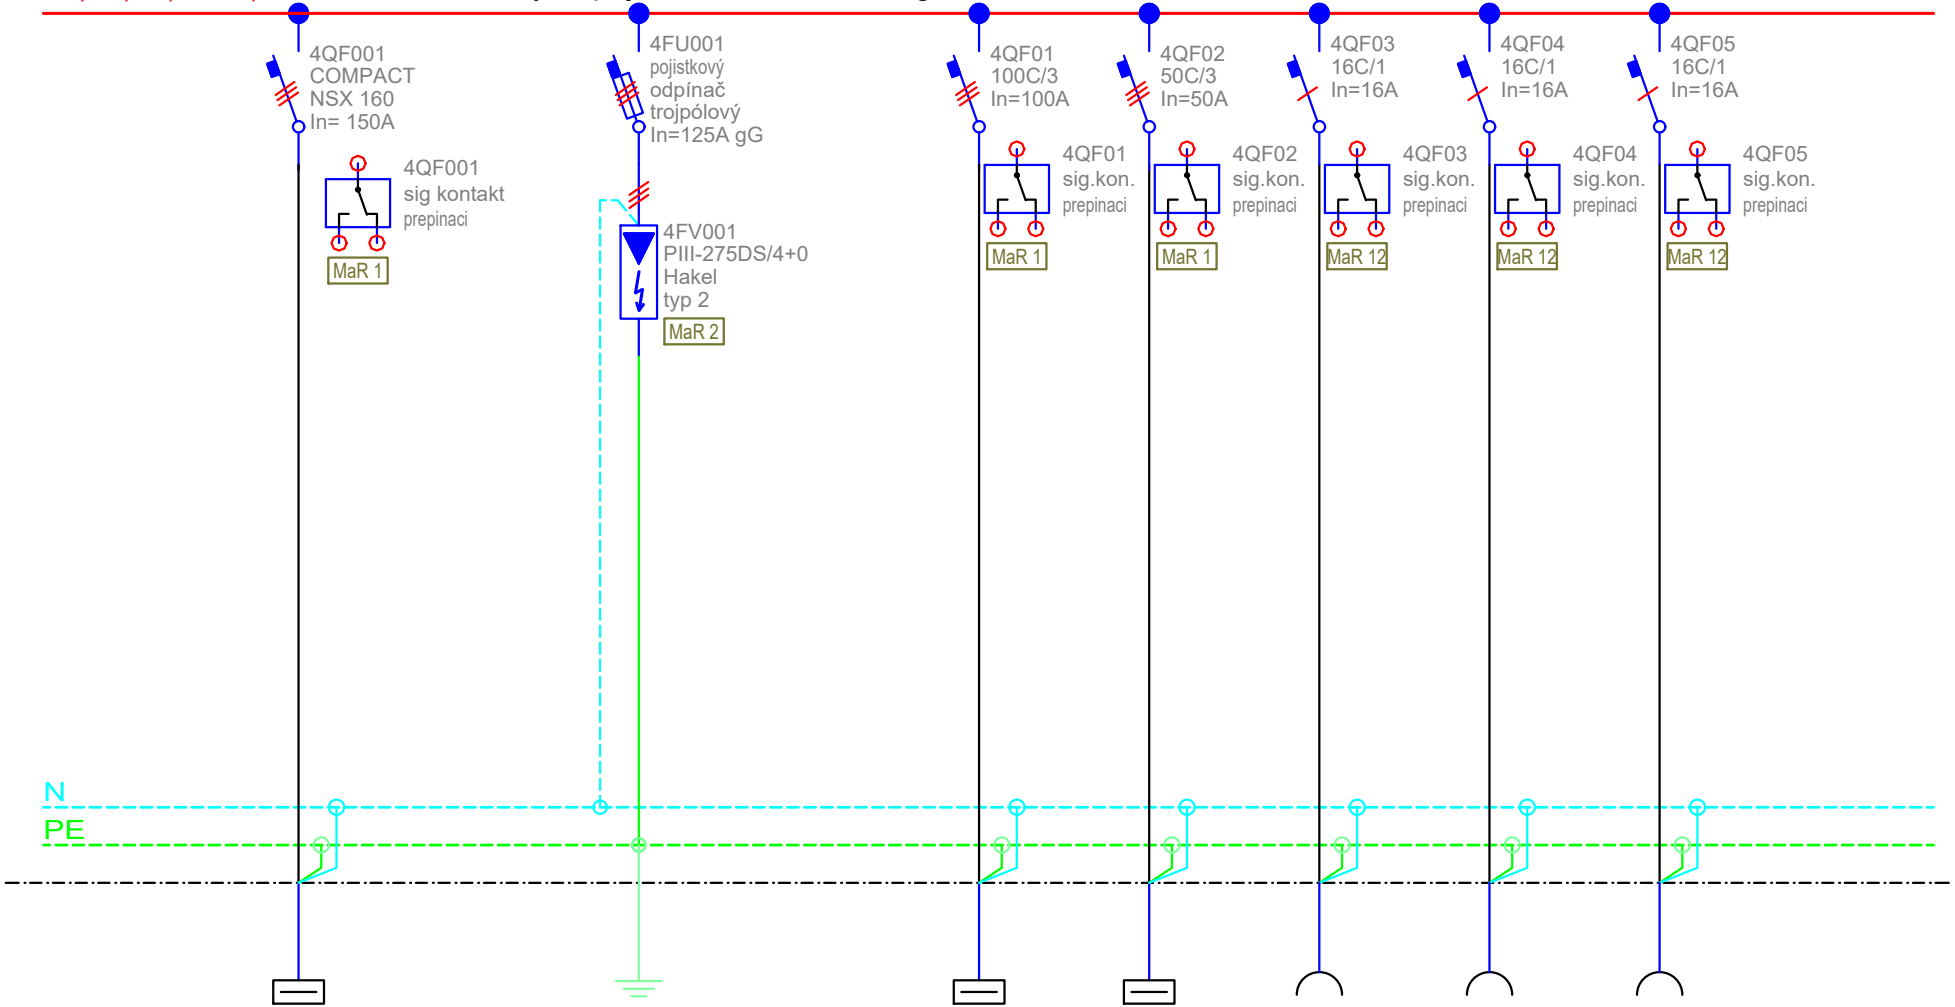 4QF001
COMPACT
NSX 160
In= 150A
4QF001
sig kontakt
prepinaci
MaR 1
4FU001
pojistkový
odpínač
trojpólový
In=125A gG
4FV001
PIII-275DS/4+0
Hakel
typ 2
MaR 2
4QF01
100C/3
In=100A
4QF01
sig.kon.
prepinaci
MaR 1
4QF02
50C/3
In=50A
4QF02
sig.kon.
prepinaci
MaR 1
4QF03
16C/1
In=16A
4QF03
sig.kon.
prepinaci
MaR 12
4QF04
16C/1
In=16A
4QF04
sig.kon.
prepinaci
MaR 12
4QF05
16C/1
In=16A
4QF05
sig.kon.
prepinaci
MaR 12
N
PE